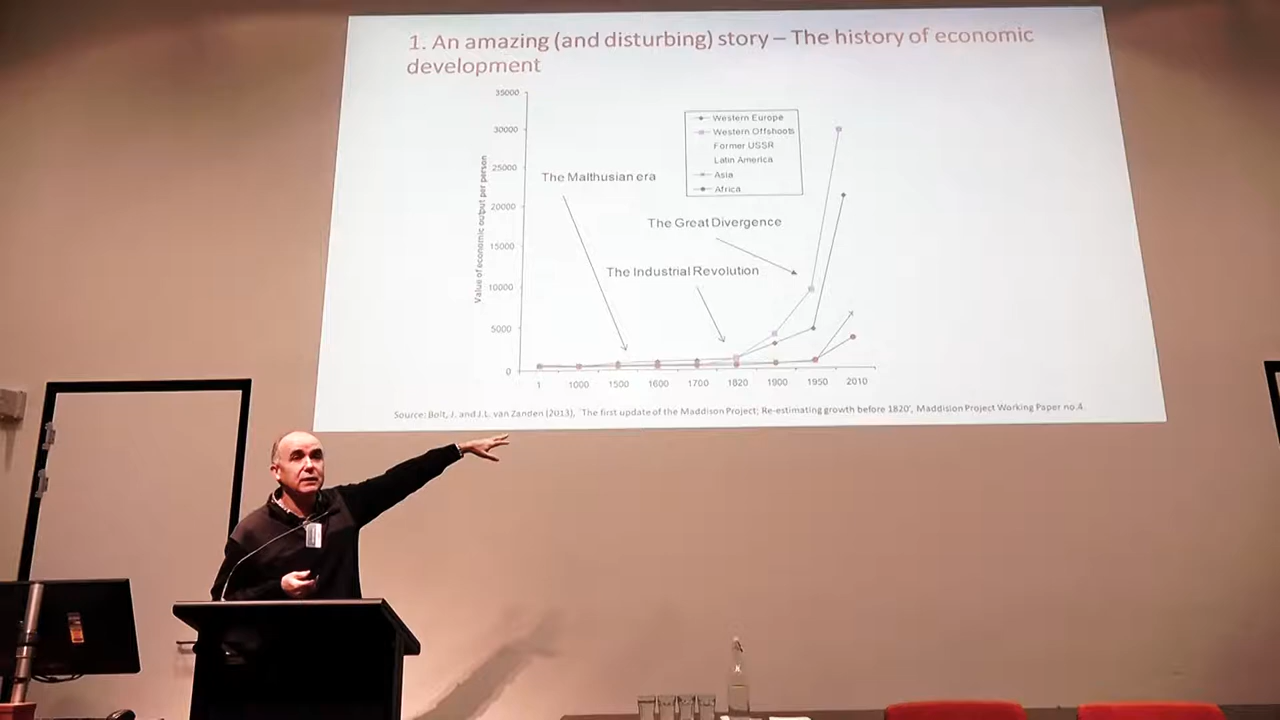 1. An amazing (and disturbing) story – The history of economic
development
35000
30000
25000
20000
15000
10000
5000
0
Value of economic output per person
Western Europe
Western Offshoots
Former USSR
Latin America
Asia
Africa
The Malthusian era
The Great Divergence
The Industrial Revolution
1 1000 1500 1600 1700 1820 1900 1950 2010
Source: Bolt, J. and J.L. van Zanden (2013), 'The first update of the Maddison Project; Re-estimating growth before 1820', Maddision Project Working Paper no.4.